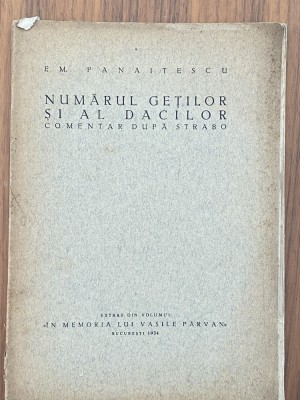 EM. PANAITESCU
NUMĂRUL GEȚILOR
ȘI AL DACILOR
COMENTAR DUPĂ STRABO
EXTRAS DIN VOLUMUL
«IN MEMORIA LUI VASILE PÂRVAN»
BUCUREȘTI 1934